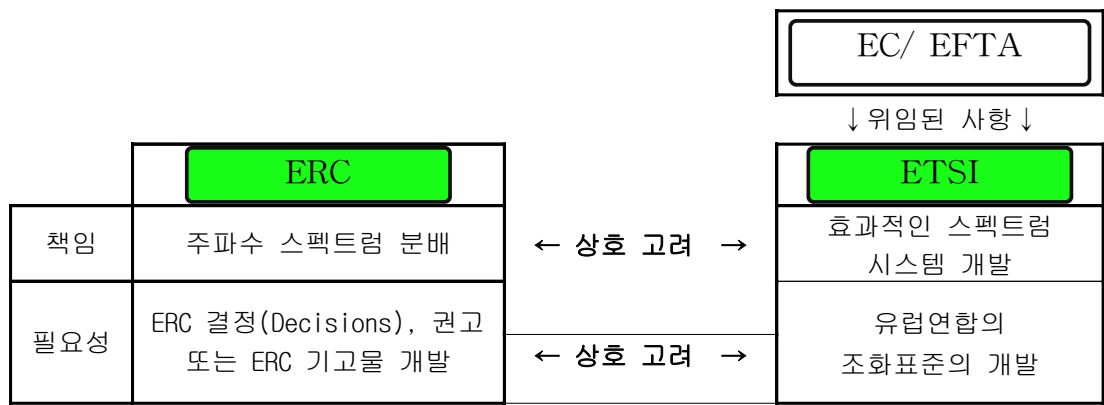 EC/ EFTA
↓위임된 사항↓
ERC
ETSI
책임
주파수 스펙트럼 분배
← 상호 고려 →
효과적인 스펙트럼
시스템 개발
필요성
ERC 결정(Decisions), 권고
또는 ERC 기고물 개발
← 상호 고려 →
유럽연합의
조화표준의 개발